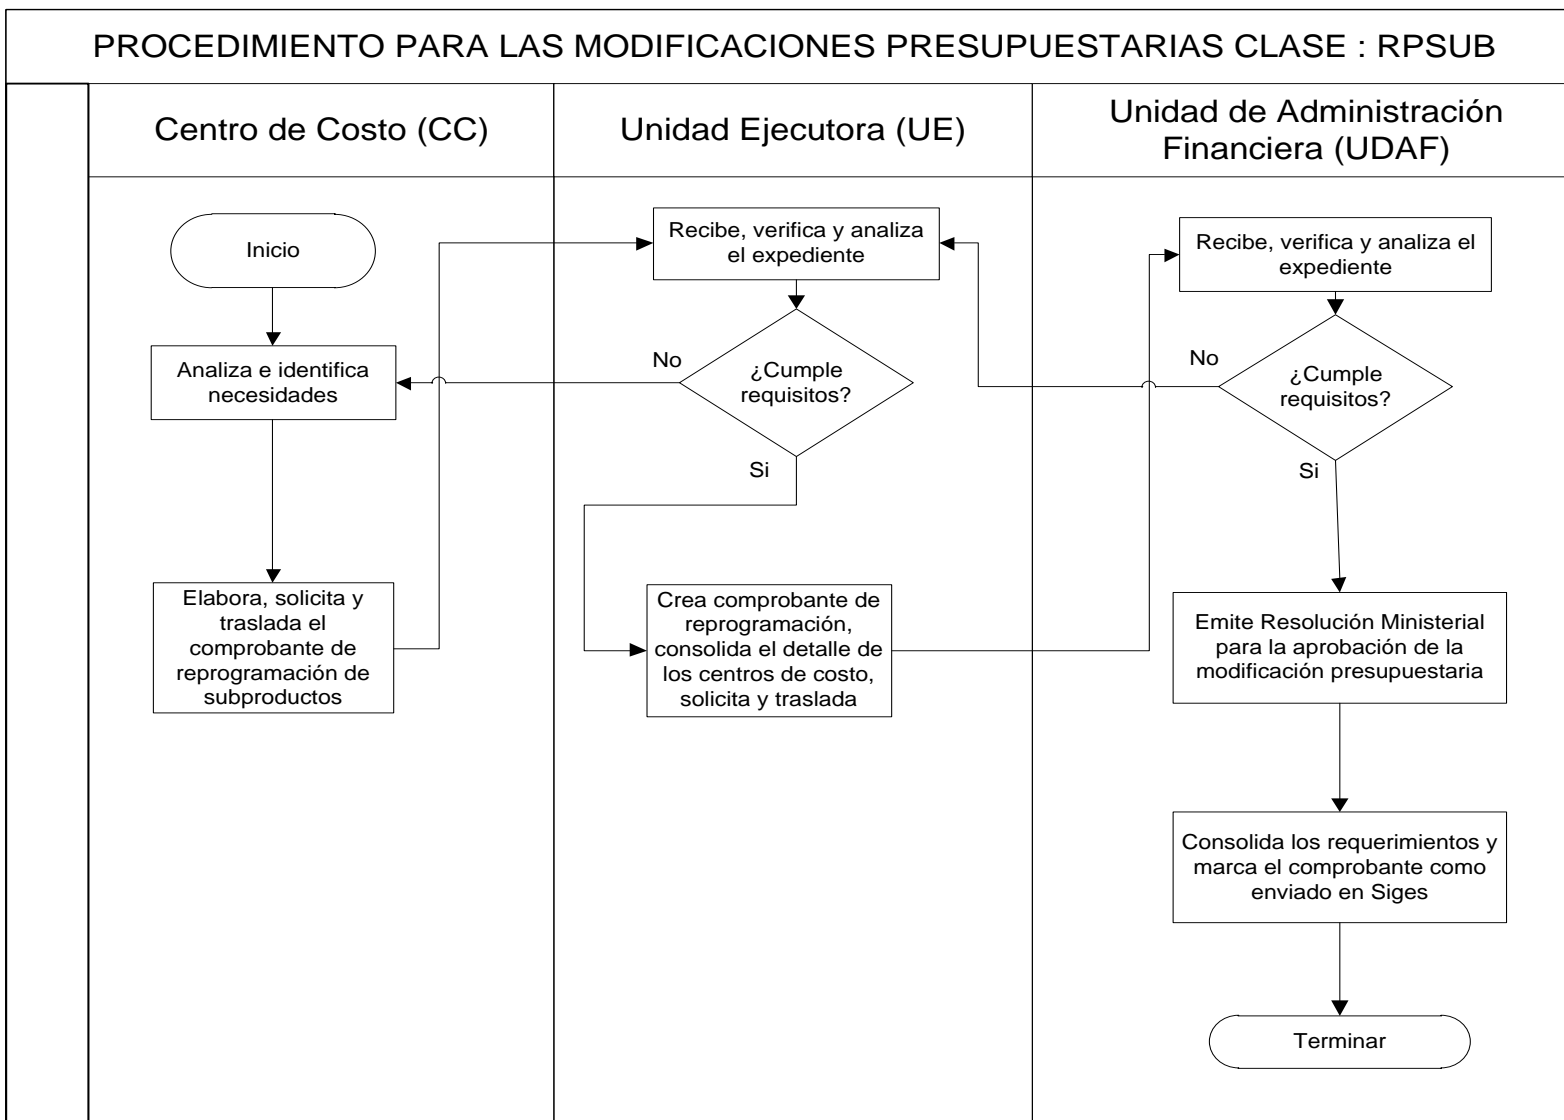 PROCEDIMIENTO PARA LAS MODIFICACIONES PRESUPUESTARIAS CLASE : RPSUB
Centro de Costo (CC)
Unidad Ejecutora (UE)
Unidad de Administración
Financiera (UDAF)
Inicio
Analiza e identifica
necesidades
Elabora, solicita y
traslada el
comprobante de
reprogramación de
subproductos
Recibe, verifica y analiza
el expediente
No
¿Cumple
requisitos?
Si
Crea comprobante de
reprogramación,
consolida el detalle de
los centros de costo,
solicita y traslada
Recibe, verifica y analiza el
expediente
No
¿Cumple
requisitos?
Si
Emite Resolución Ministerial
para la aprobación de la
modificación presupuestaria
Consolida los requerimientos y
marca el comprobante como
enviado en Siges
Terminar